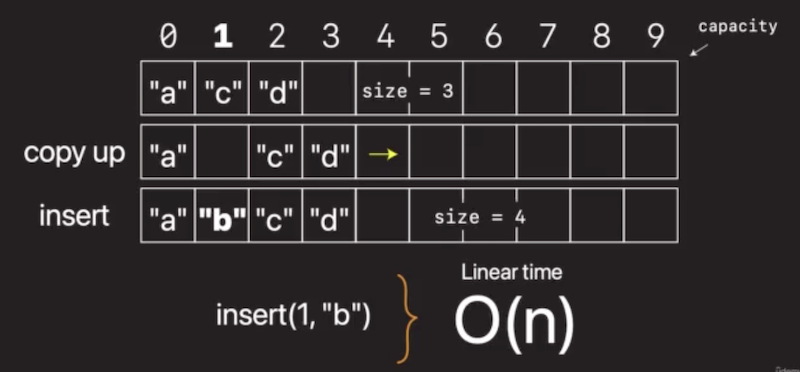 0 1 2 3 4 5 6 7 8 9 capacity
"a" "c" "d" size = 3
copy up "a" "c" "d" →
insert "a" "b" "c" "d" size = 4
Linear time
insert(1, "b") O(n)